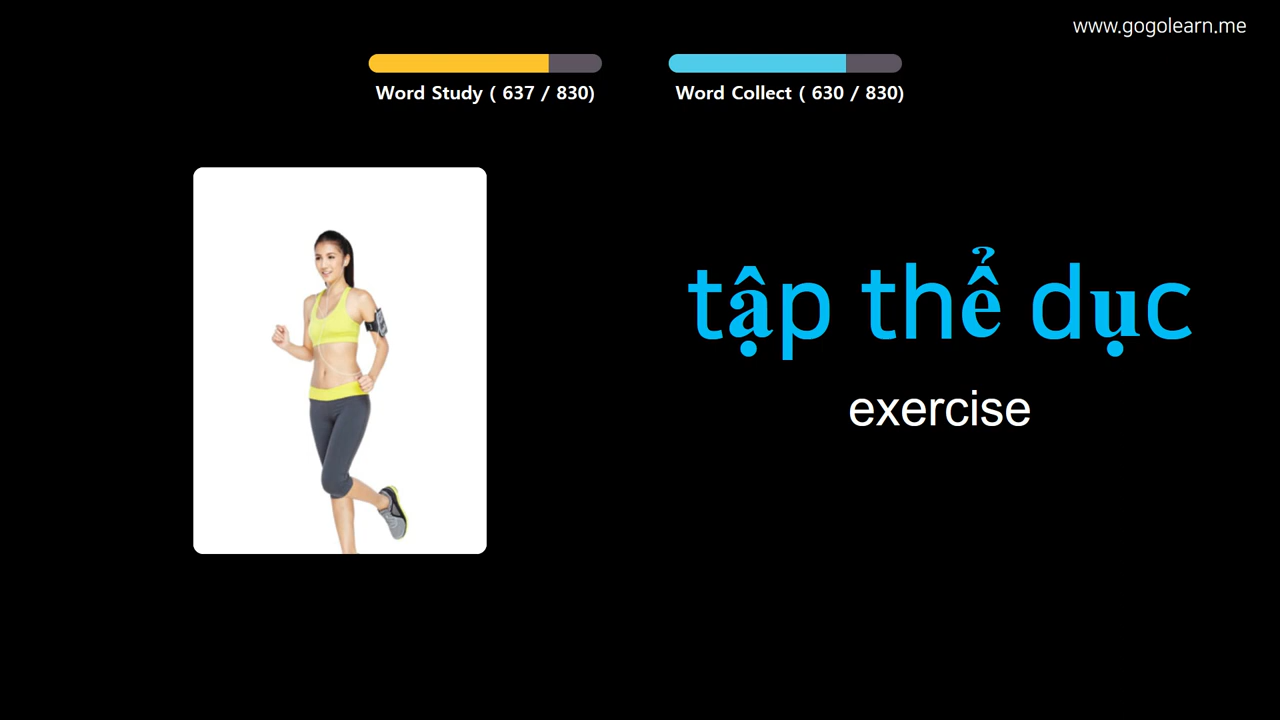 www.gogolearn.me
Word Study ( 637 / 830)
Word Collect ( 630 / 830)
tập thể dục
exercise